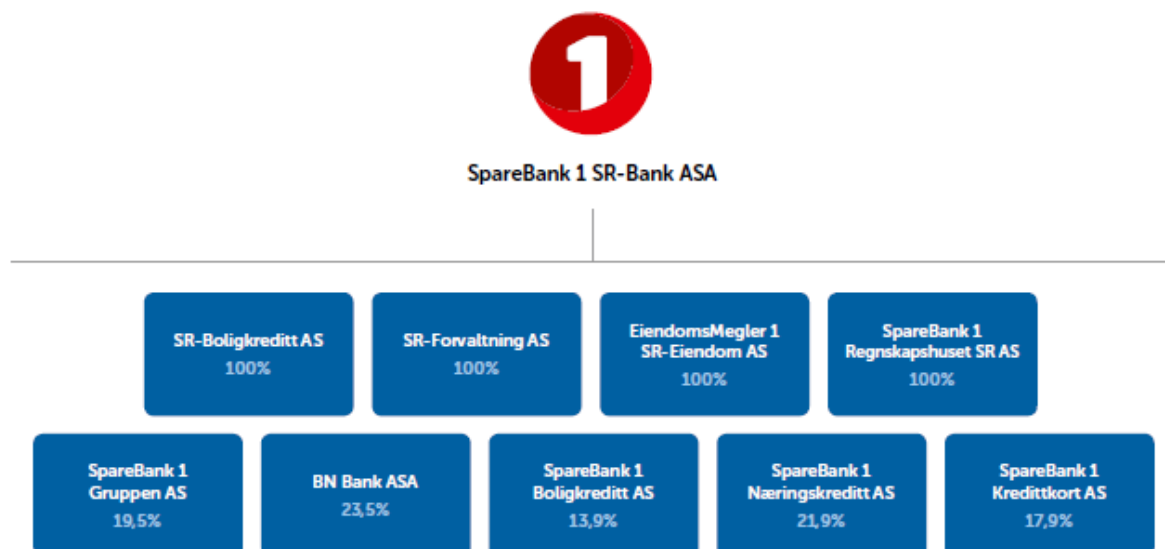 1
SpareBank 1 SR-Bank ASA
SR-Boligkreditt AS
100%
SR-Forvaltning AS
100%
EiendomsMegler 1
SR-Eiendom AS
100%
SpareBank 1
Regnskapshuset SR AS
100%
SpareBank 1
Gruppen AS
19,5%
BN Bank ASA
23,5%
SpareBank 1
Boligkreditt AS
13,9%
SpareBank 1
Næringskreditt AS
21,9%
SpareBank 1
Kredittkort AS
17,9%